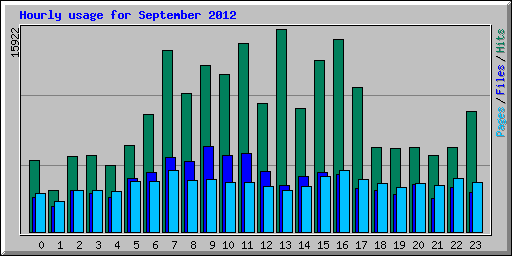 Hourly usage for September 2012
15922
Pages / Files / Hits
0 1 2 3 4 5 6 7 8 9 10 11 12 13 14 15 16 17 18 19 20 21 22 23